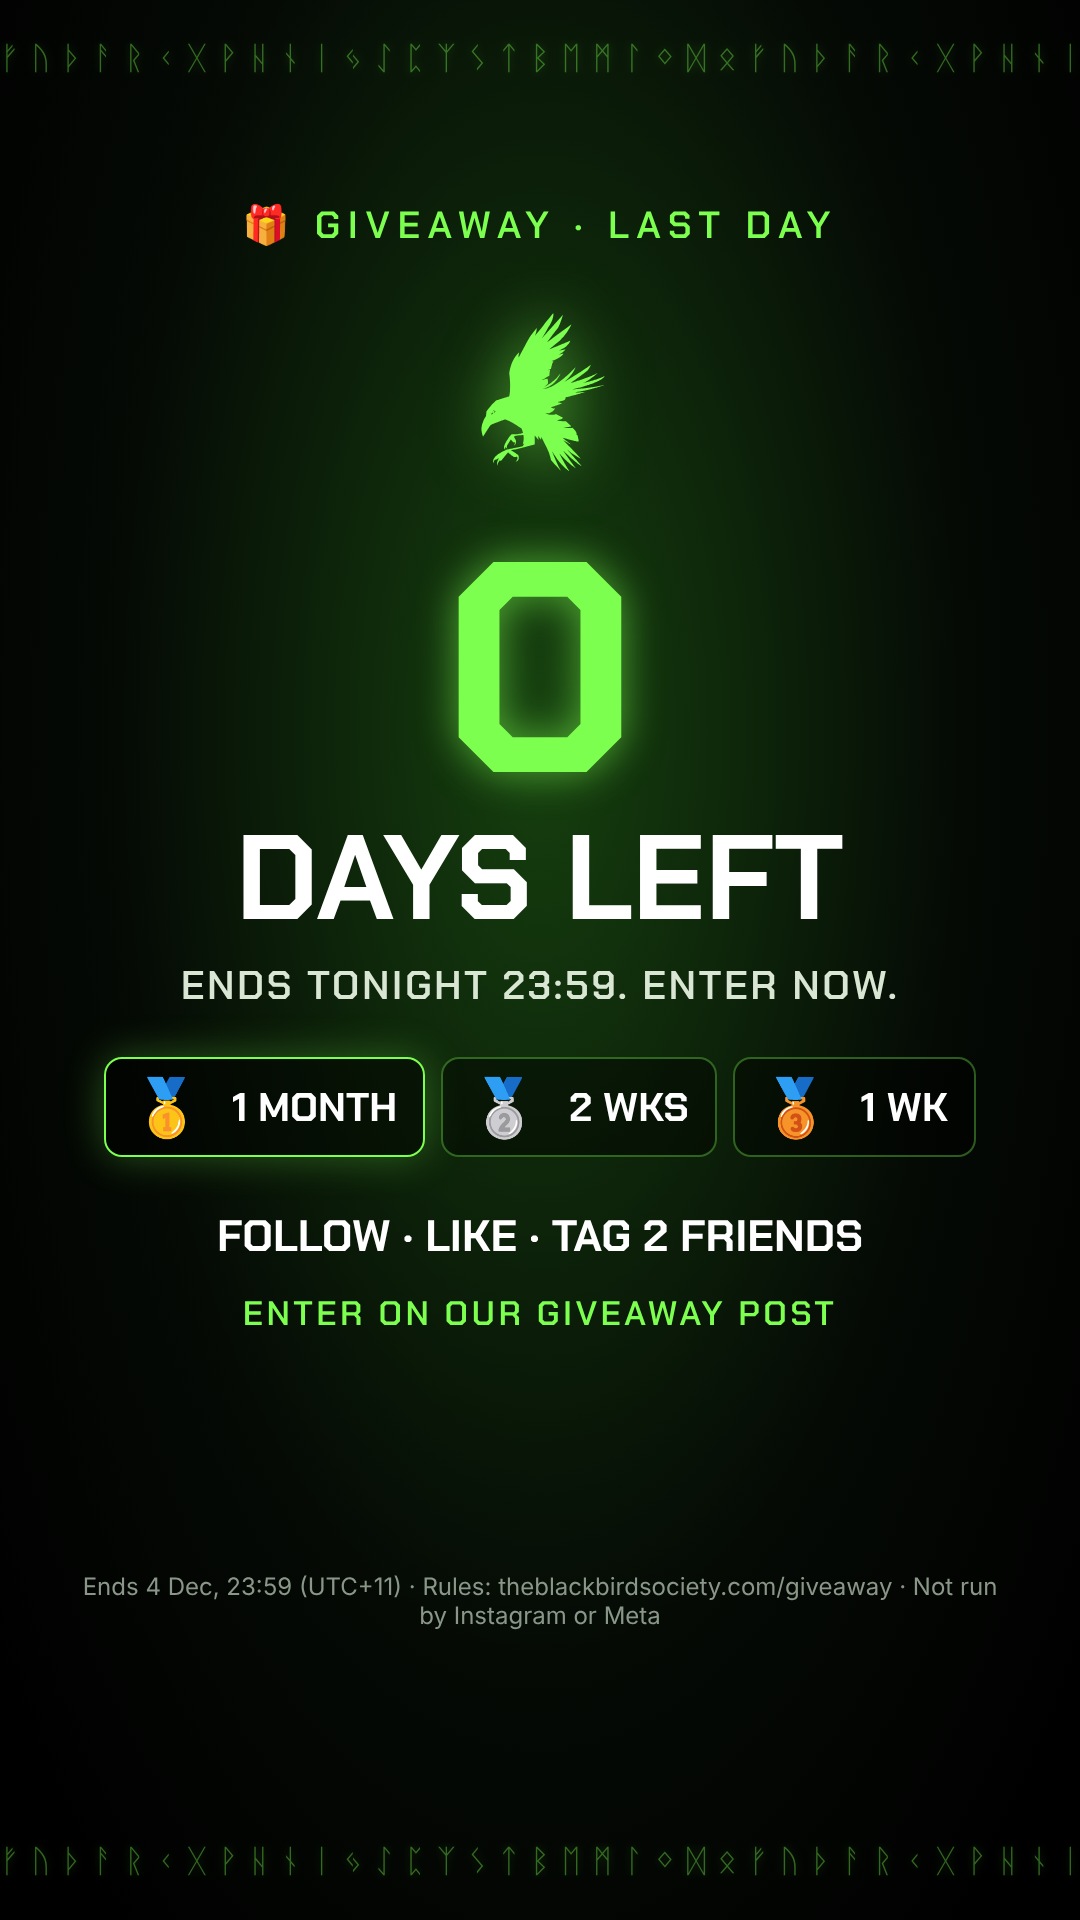 ᚠ ᚢ ᚦ ᚨ ᚱ ᚲ ᚷ ᚹ ᚺ ᚾ ᛁ ᛃ ᛇ ᛈ ᛉ ᛊ ᛏ ᛒ ᛖ ᛗ ᛚ ᛜ ᛞ ᛟ ᚠ ᚢ ᚦ ᚨ ᚱ ᚲ ᚷ ᚹ ᚺ ᚾ ᛁ
🎁 GIVEAWAY · LAST DAY
0
DAYS LEFT
ENDS TONIGHT 23:59. ENTER NOW.
🥇 1 MONTH 🥈 2 WKS 🥉 1 WK
FOLLOW · LIKE · TAG 2 FRIENDS
ENTER ON OUR GIVEAWAY POST
Ends 4 Dec, 23:59 (UTC+11) · Rules: theblackbirdsociety.com/giveaway · Not run
by Instagram or Meta
ᚠ ᚢ ᚦ ᚨ ᚱ ᚲ ᚷ ᚹ ᚺ ᚾ ᛁ ᛃ ᛇ ᛈ ᛉ ᛊ ᛏ ᛒ ᛖ ᛗ ᛚ ᛜ ᛞ ᛟ ᚠ ᚢ ᚦ ᚨ ᚱ ᚲ ᚷ ᚹ ᚺ ᚾ ᛁ